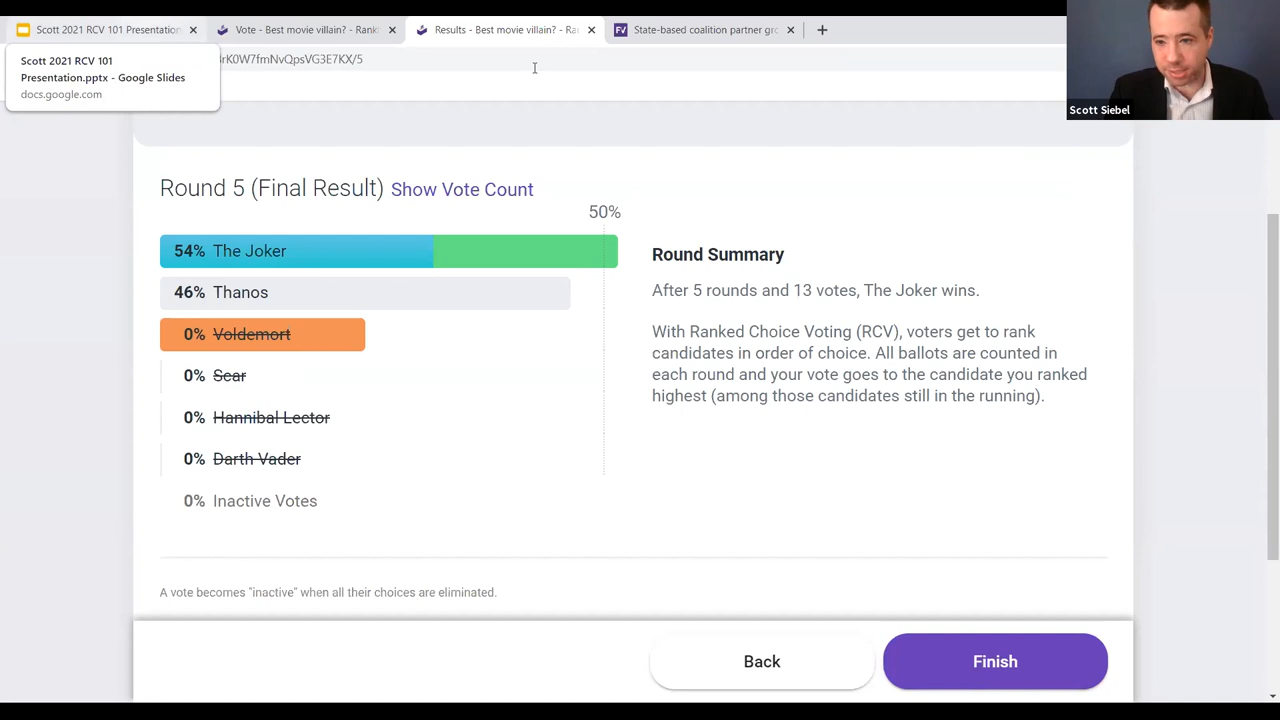 Scott 2021 RCV 101 Presentation
Vote - Best movie villain? - Rank
Results - Best movie villain? - Ra
FV State-based coalition partner gr
Scott 2021 RCV 101
Presentation.pptx - Google Slides
docs.google.com
rK0W7fmNvQpsVG3E7KX/5
Scott Siebel
Round 5 (Final Result) Show Vote Count
50%
54% The Joker
46% Thanos
0% Voldemort
0% Scar
0% Hannibal Lector
0% Darth Vader
0% Inactive Votes
Round Summary
After 5 rounds and 13 votes, The Joker wins.
With Ranked Choice Voting (RCV), voters get to rank
candidates in order of choice. All ballots are counted in
each round and your vote goes to the candidate you ranked
highest (among those candidates still in the running).
A vote becomes "inactive" when all their choices are eliminated.
Back
Finish